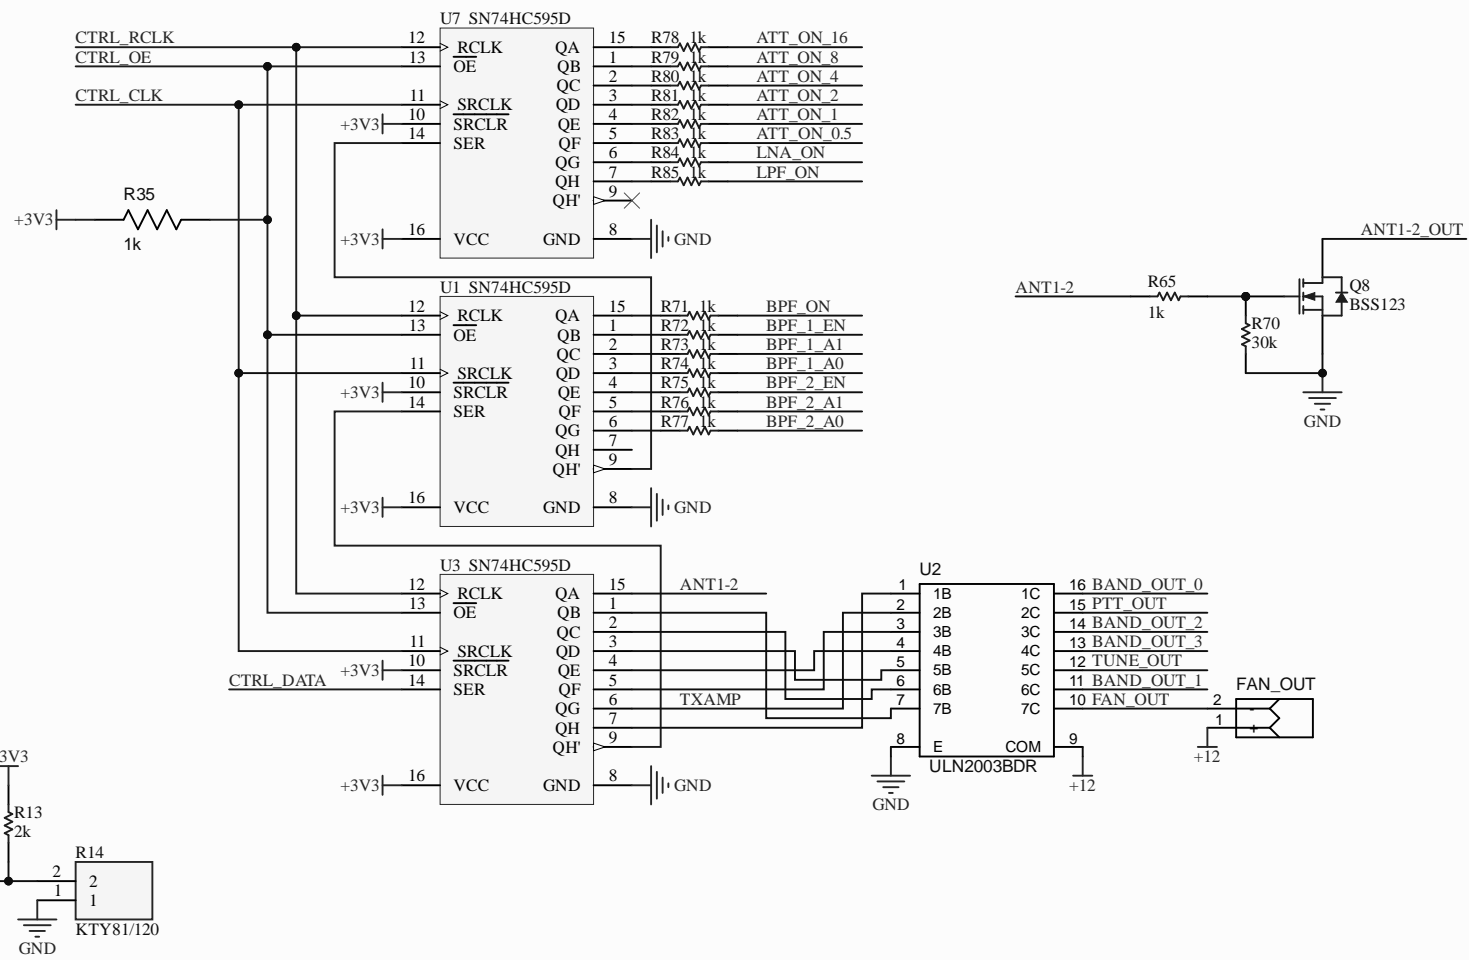 U7 SN74HC595D
CTRL_RCLK 12 RCLK QA 15 R78 1k ATT_ON_16
CTRL_OE 13 OE QB 1 R79 1k ATT_ON_8
QC 2 R80 1k ATT_ON_4
CTRL_CLK 11 SRCLK QD 3 R81 1k ATT_ON_2
+3V3 10 SRCLR QE 4 R82 1k ATT_ON_1
14 SER QF 5 R83 1k ATT_ON_0.5
QG 6 R84 1k LNA_ON
QH 7 R85 1k LPF_ON
QH' 9
+3V3 16 VCC GND 8 GND
R35
+3V3
1k
U1 SN74HC595D
12 RCLK QA 15 R71 1k BPF_ON
13 OE QB 1 R72 1k BPF_1_EN
QC 2 R73 1k BPF_1_A1
11 SRCLK QD 3 R74 1k BPF_1_A0
+3V3 10 SRCLR QE 4 R75 1k BPF_2_EN
14 SER QF 5 R76 1k BPF_2_A1
QG 6 R77 1k BPF_2_A0
QH 7
QH' 9
+3V3 16 VCC GND 8 GND
ANT1-2_OUT
ANT1-2 R65 Q8
1k BSS123
R70
30k
GND
U3 SN74HC595D
12 RCLK QA 15 ANT1-2
13 OE QB 1
QC 2
11 SRCLK QD 3
+3V3 10 SRCLR QE 4
CTRL_DATA 14 SER QF 5
QG 6 TXAMP
QH 7
QH' 9
+3V3 16 VCC GND 8 GND
U2
1 1B 1C 16 BAND_OUT_0
2 2B 2C 15 PTT_OUT
3 3B 3C 14 BAND_OUT_2
4 4B 4C 13 BAND_OUT_3
5 5B 5C 12 TUNE_OUT
6 6B 6C 11 BAND_OUT_1
7 7B 7C 10 FAN_OUT
8 E COM 9
ULN2003BDR
GND
+12
FAN_OUT
2 -
1 +
+12
3V3
R13
2k
R14
2 2
1 1
KTY81/120
GND